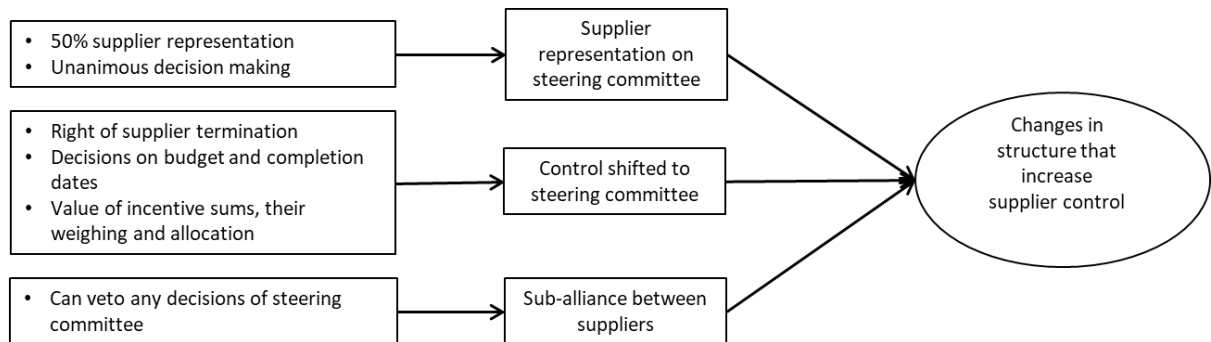 • 50% supplier representation
• Unanimous decision making
Supplier
representation on
steering committee
• Right of supplier termination
• Decisions on budget and completion
dates
• Value of incentive sums, their
weighing and allocation
Control shifted to
steering committee
• Can veto any decisions of steering
committee
Sub-alliance between
suppliers
Changes in
structure that
increase
supplier control